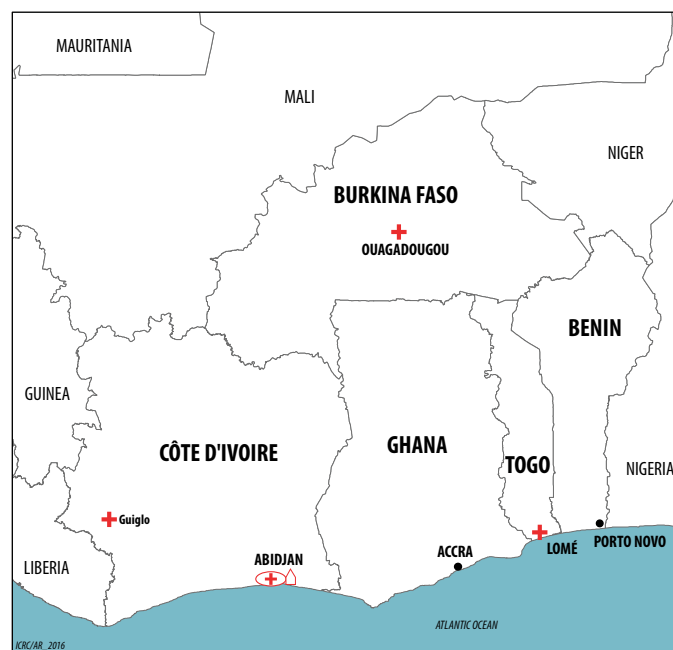 MAURITANIA
MALI
NIGER
BURKINA FASO
OUAGADOUGOU
BENIN
GUINEA
CÔTE D'IVOIRE
GHANA
TOGO
NIGERIA
Guiglo
LIBERIA
ABIDJAN
ACCRA
LOMÉ
PORTO NOVO
ATLANTIC OCEAN
ICRC/AR_2016